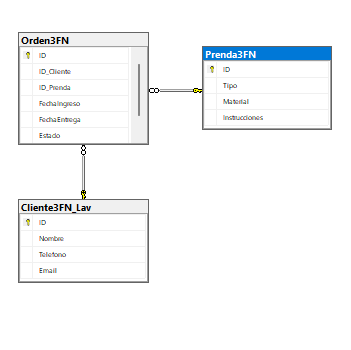 Orden3FN
ID
ID_Cliente
ID_Prenda
FechaIngreso
FechaEntrega
Estado
Prenda3FN
ID
Tipo
Material
Instrucciones
Cliente3FN_Lav
ID
Nombre
Telefono
Email